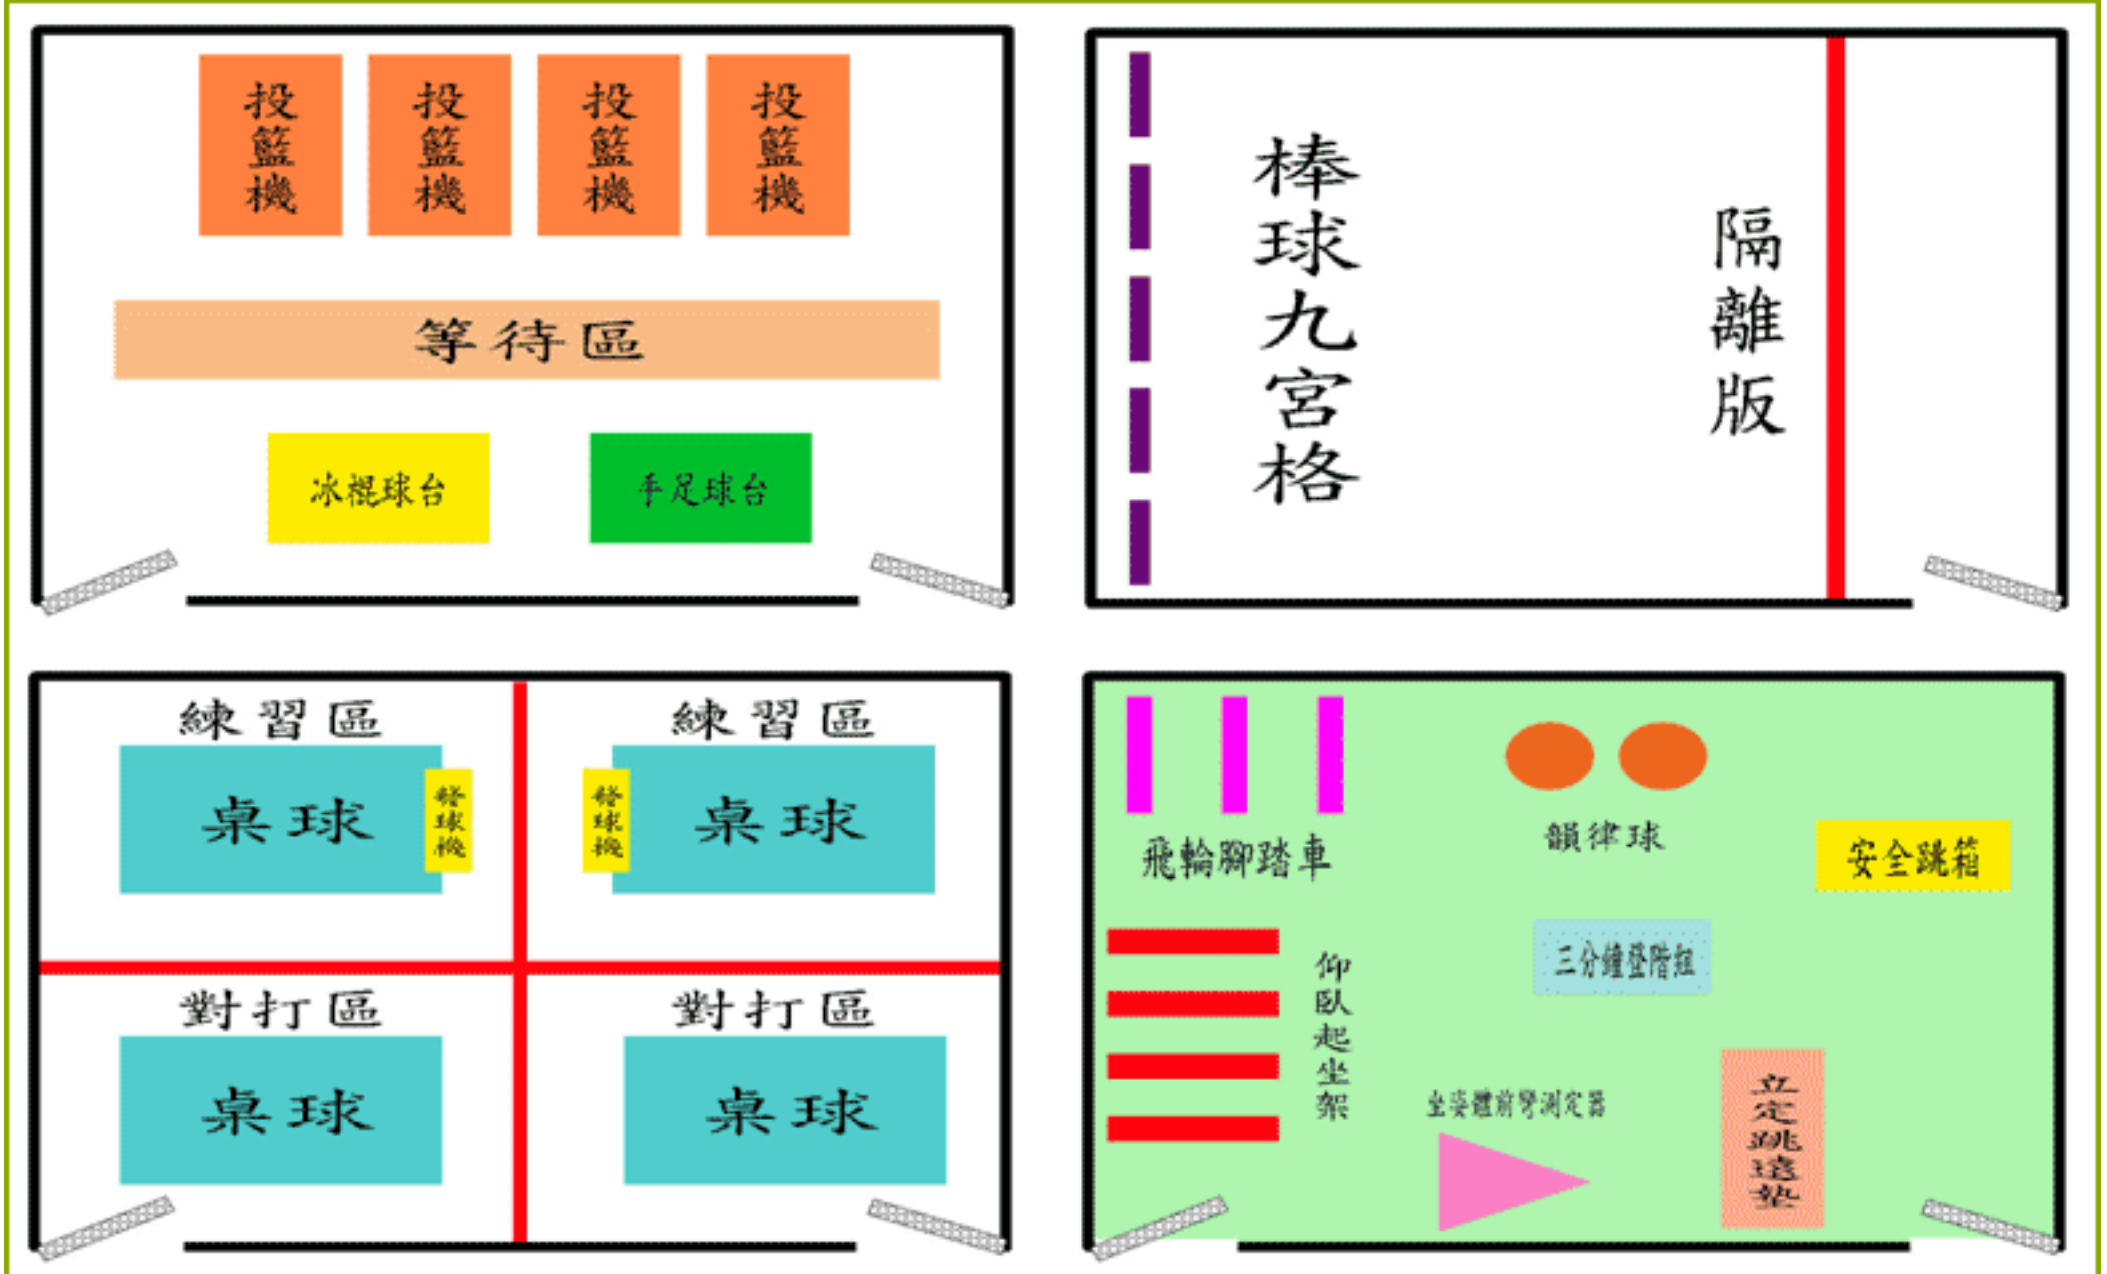 投籃機
投籃機
投籃機
投籃機
等待區
冰棍球台
手足球台
棒球九宮格
隔離版
練習區
桌球
發球機
練習區
發球機
桌球
對打區
桌球
對打區
桌球
飛輪腳踏車
韻律球
安全跳箱
仰臥起坐架
三分鐘登階組
坐姿體前彎測定器
立定跳遠墊